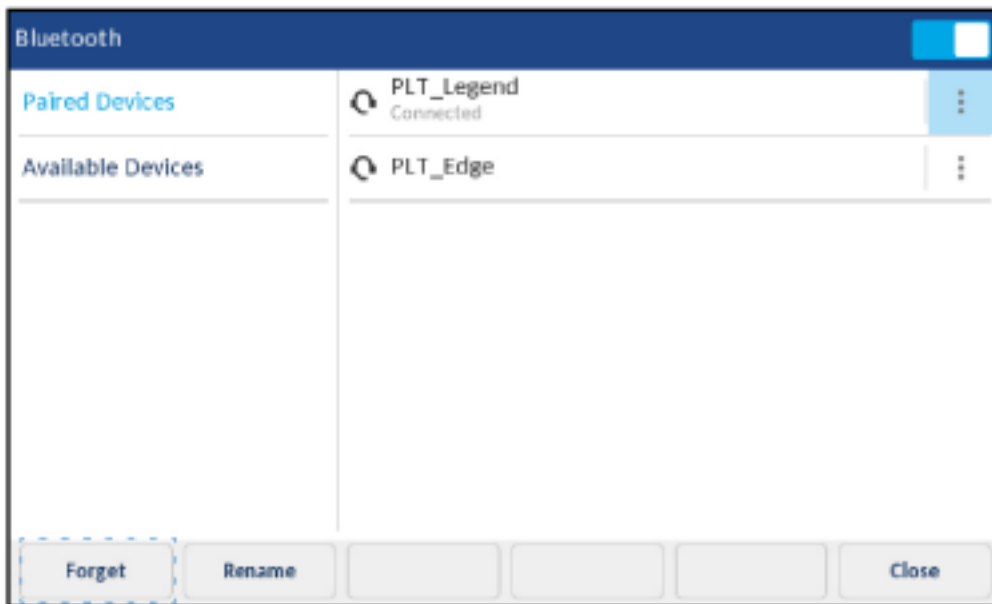 Bluetooth
Paired Devices
Available Devices
PLT_Legend
Connected
PLT_Edge
Forget Rename Close